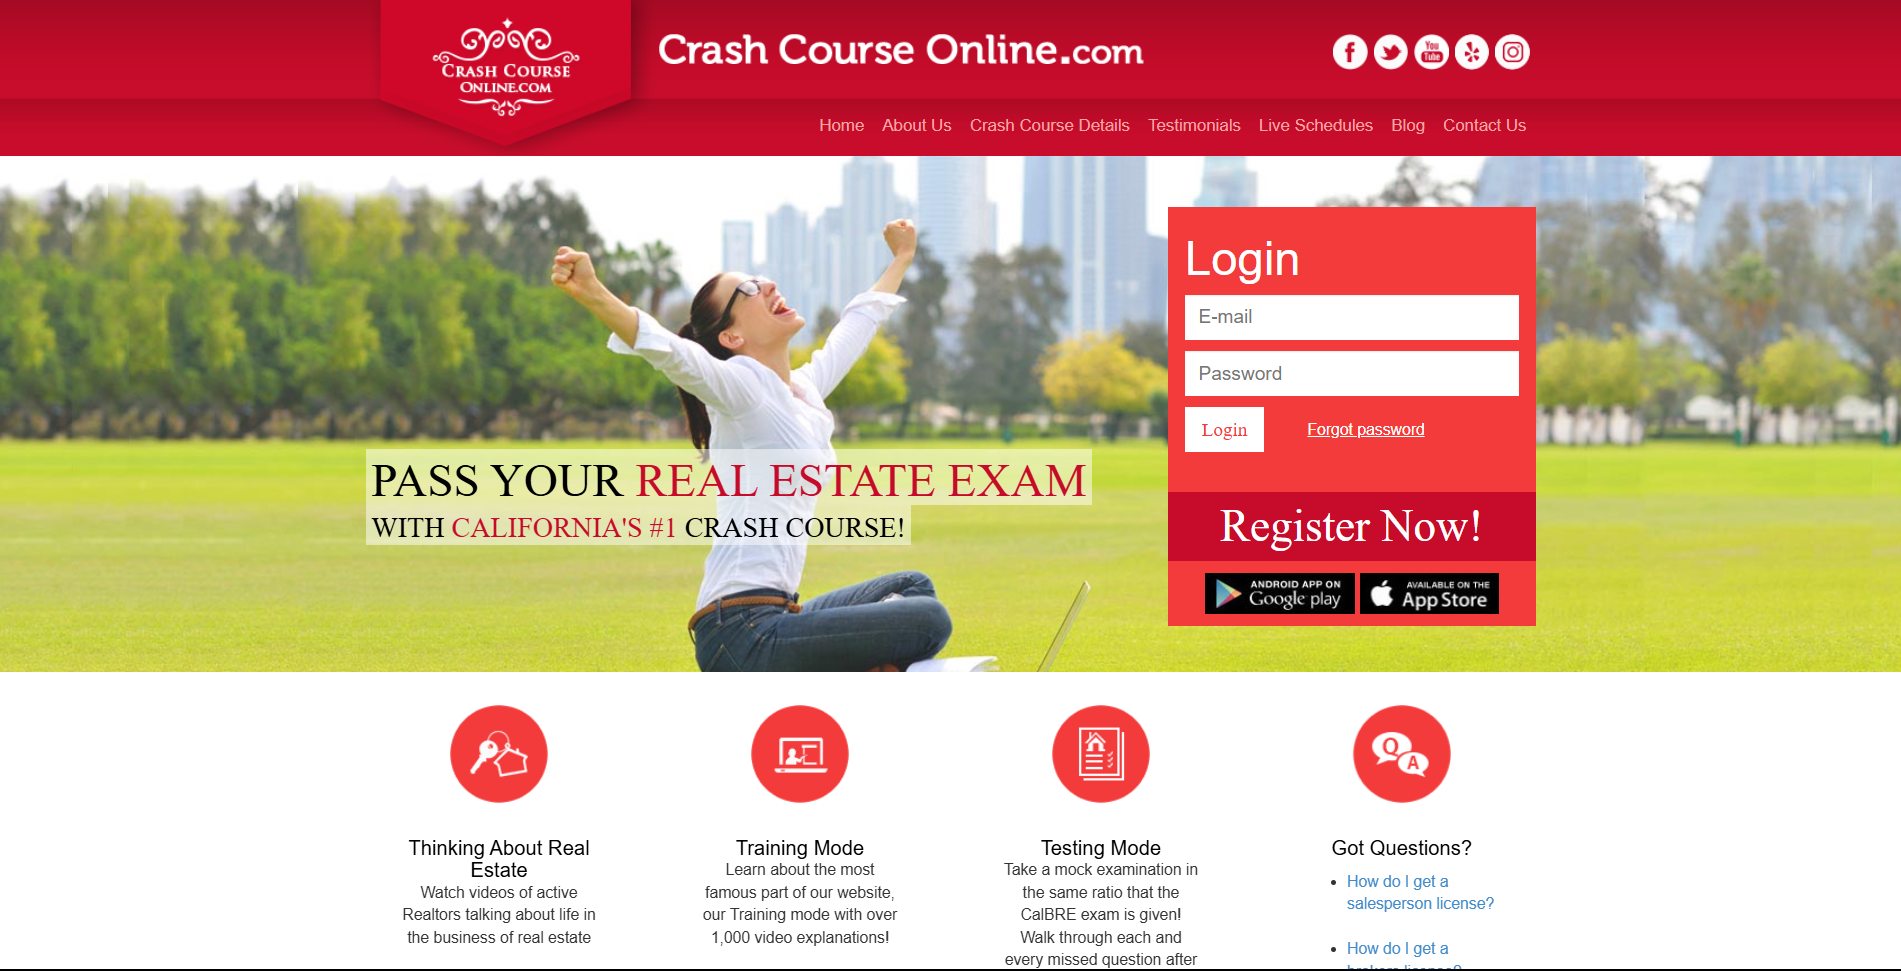 CRASH COURSE
ONLINE.COM
Crash Course Online.com
You
Tube
Home About Us Crash Course Details Testimonials Live Schedules Blog Contact Us
Login
E-mail
Password
Login Forgot password
PASS YOUR REAL ESTATE EXAM
WITH CALIFORNIA'S #1 CRASH COURSE!
Register Now!
ANDROID APP ON
Google play
AVAILABLE ON THE
App Store
Q
A
Thinking About Real
Estate
Watch videos of active
Realtors talking about life in
the business of real estate
Training Mode
Learn about the most
famous part of our website,
our Training mode with over
1,000 video explanations!
Testing Mode
Take a mock examination in
the same ratio that the
CalBRE exam is given!
Walk through each and
every missed question after
Got Questions?
• How do I get a
salesperson license?
• How do I get a